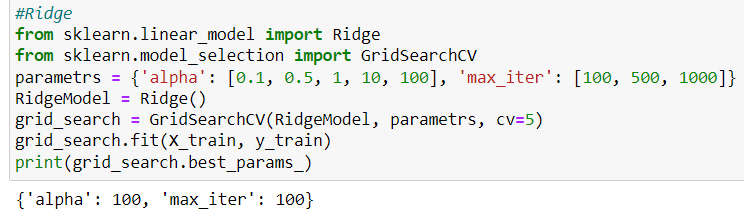 #Ridge
from sklearn.linear_model import Ridge
from sklearn.model_selection import GridSearchCV
parametrs = {'alpha': [0.1, 0.5, 1, 10, 100], 'max_iter': [100, 500, 1000]}
RidgeModel = Ridge()
grid_search = GridSearchCV(RidgeModel, parametrs, cv=5)
grid_search.fit(X_train, y_train)
print(grid_search.best_params_)
{'alpha': 100, 'max_iter': 100}